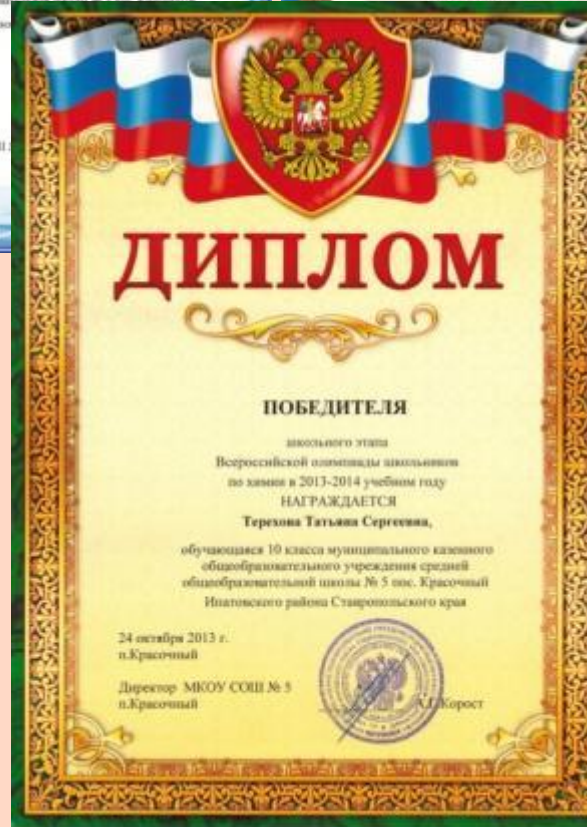 ДИПЛОМ
ПОБЕДИТЕЛЯ
школьного этапа
Всероссийской олимпиады школьников
по химии в 2013-2014 учебном году
НАГРАЖДАЕТСЯ
Терехова Татьяна Сергеевна,
обучающаяся 10 класса муниципального казенного
общеобразовательного учреждения средней
общеобразовательной школы № 5 пос. Красочный
Ипатовского района Ставропольского края
24 октября 2013 г.
п.Красочный
Директор МКОУ СОШ № 5
п.Красочный
Корост